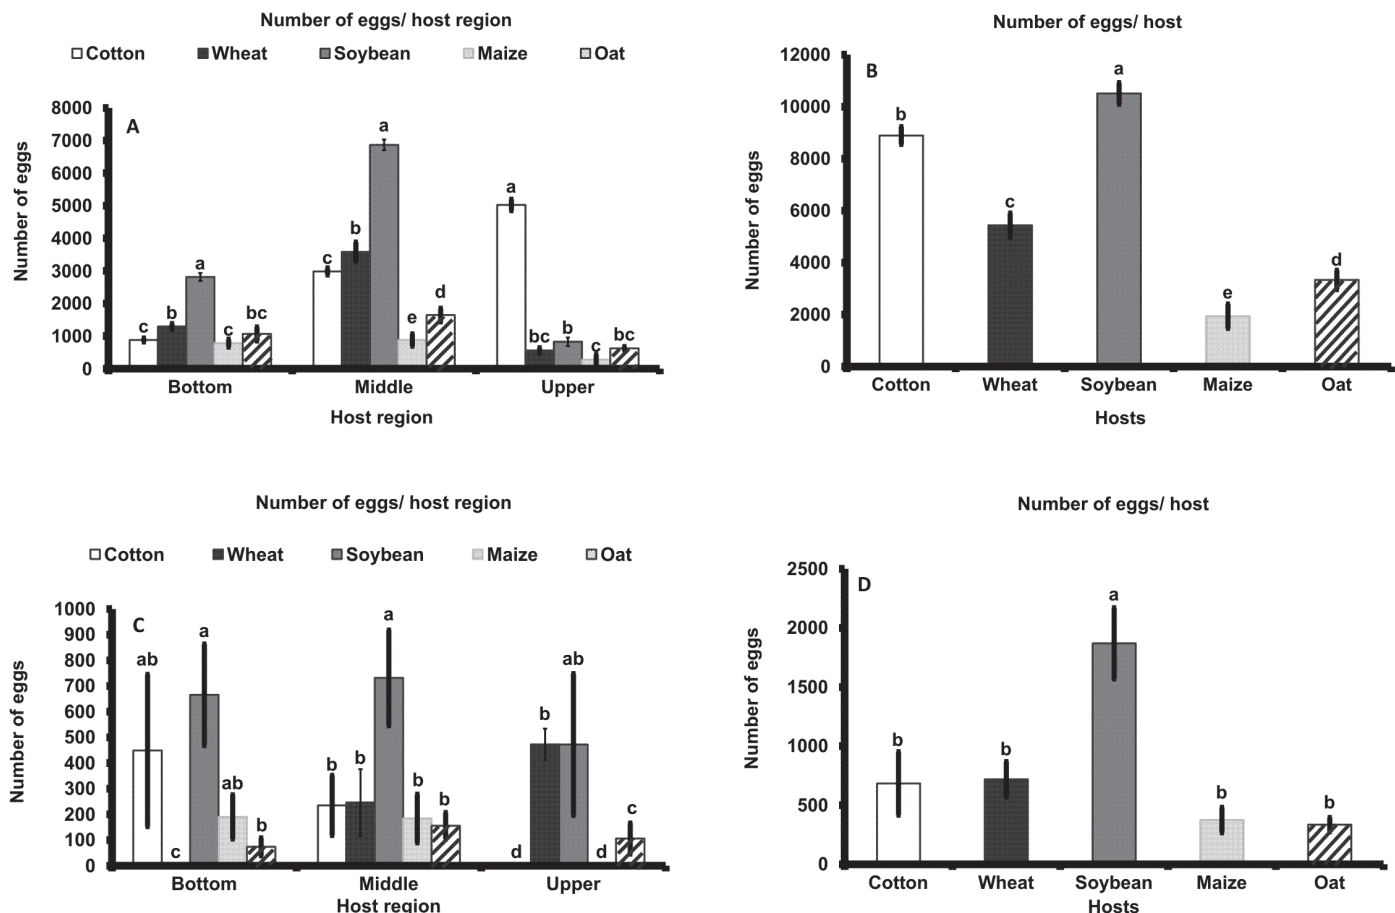 Number of eggs/ host region
Cotton Wheat Soybean Maize Oat
A
8000
7000
6000
5000
4000
3000
2000
1000
0
Number of eggs
c b a c bc
c b a e d
a bc b c bc
Bottom Middle Upper
Host region
Number of eggs/ host
B
12000
10000
8000
6000
4000
2000
0
Number of eggs
b c a e d
Cotton Wheat Soybean Maize Oat
Hosts
Number of eggs/ host region
Cotton Wheat Soybean Maize Oat
C
1000
900
800
700
600
500
400
300
200
100
0
Number of eggs
ab c a ab b
b b a b b
d b ab d c
Bottom Middle Upper
Host region
Number of eggs/ host
D
2500
2000
1500
1000
500
0
Number of eggs
b b a b b
Cotton Wheat Soybean Maize Oat
Hosts